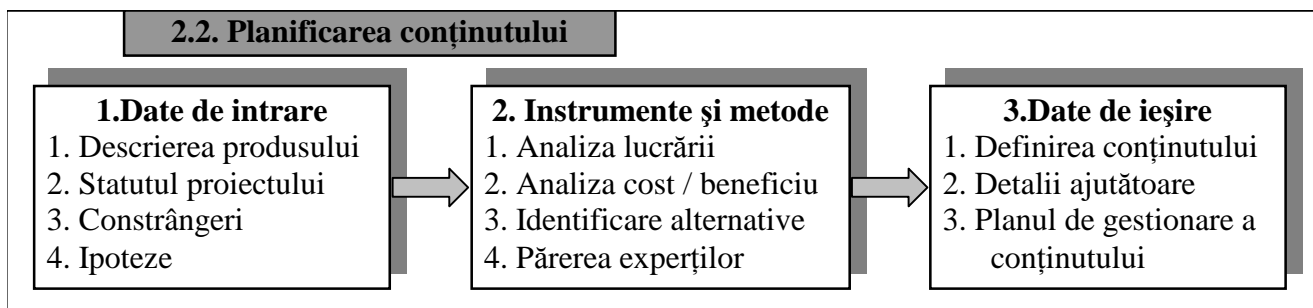 2.2. Planificarea conţinutului
1.Date de intrare
1. Descrierea produsului
2. Statutul proiectului
3. Constrângeri
4. Ipoteze
2. Instrumente şi metode
1. Analiza lucrării
2. Analiza cost / beneficiu
3. Identificare alternative
4. Părerea experţilor
3.Date de ieşire
1. Definirea conţinutului
2. Detalii ajutătoare
3. Planul de gestionare a
conţinutului